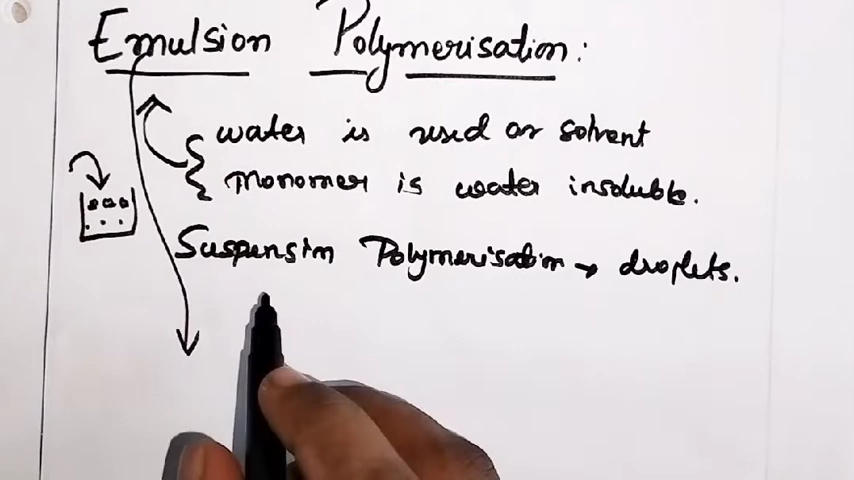 Emulsion Polymerisation:
water is used as solvent
Monomer is water insoluble.
Suspension Polymerisation → droplets.